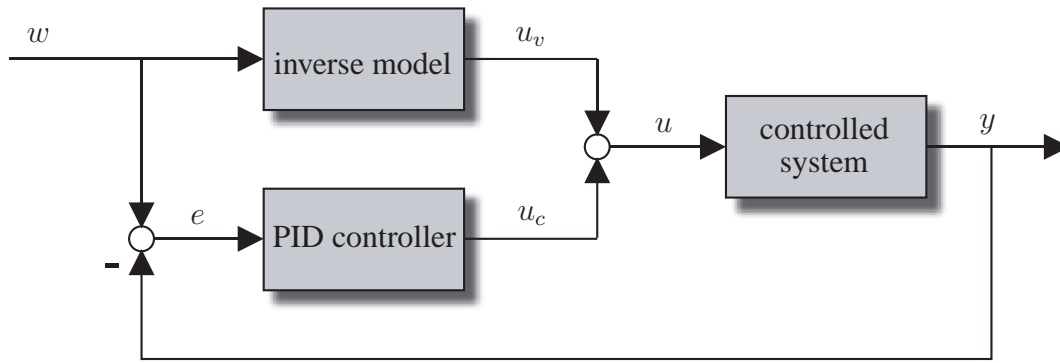 w
inverse model
u_v
u
controlled
system
y
e
PID controller
u_c
-